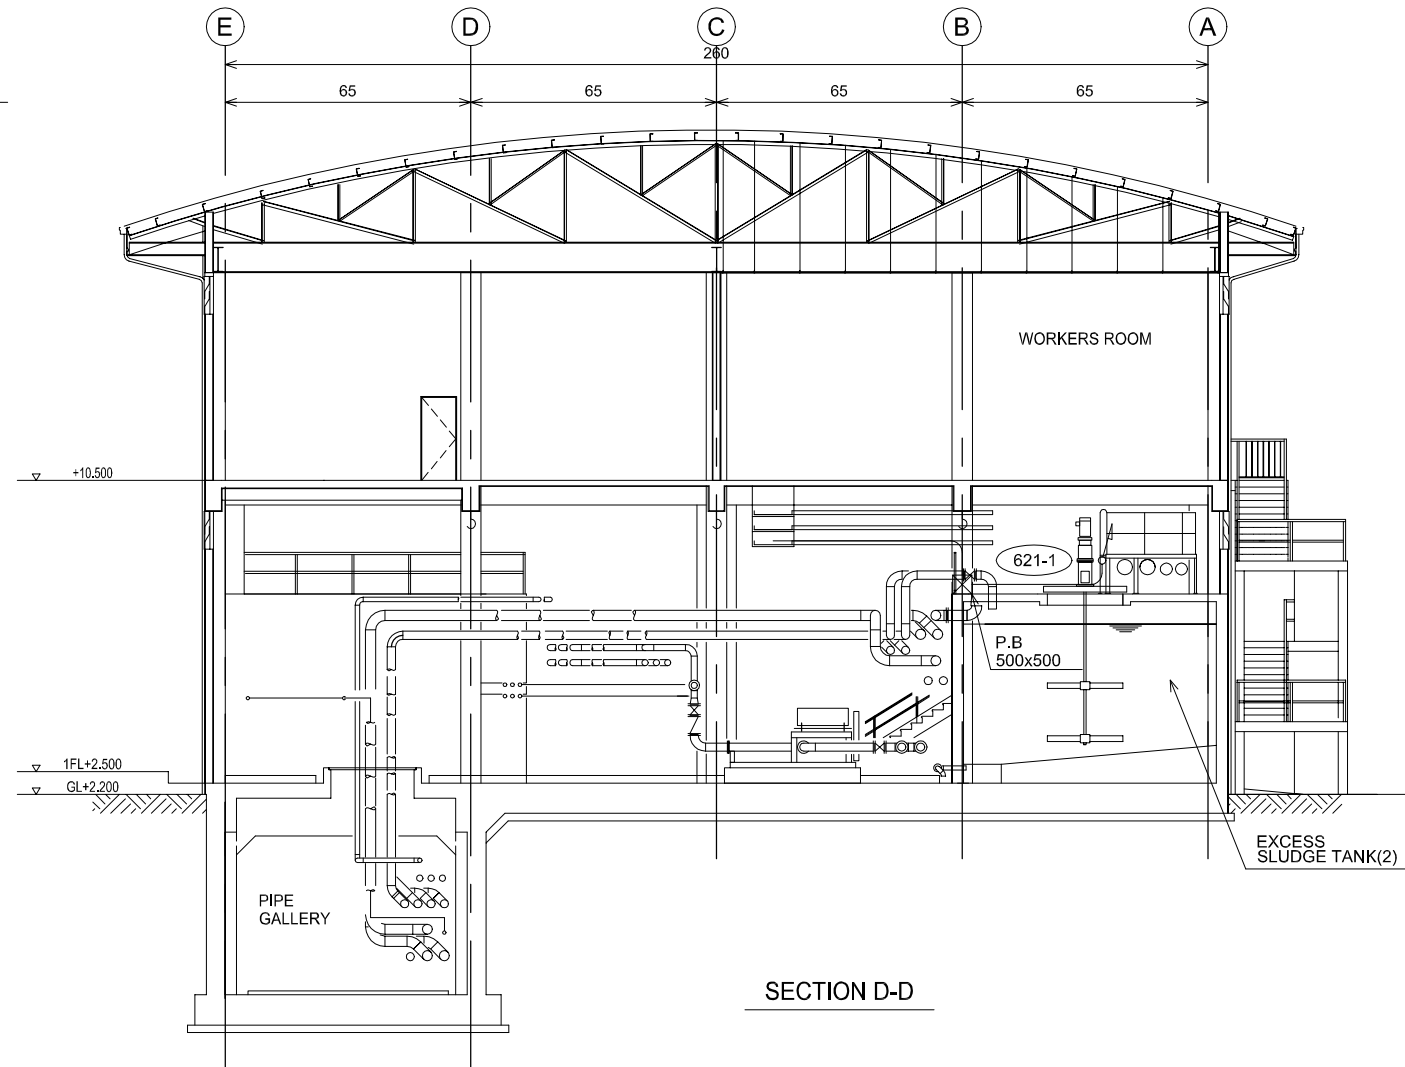 E D C B A
260
65 65 65 65
WORKERS ROOM
+10.500
621-1
P.B
500x500
1FL+2.500
GL+2.200
EXCESS
SLUDGE TANK(2)
PIPE
GALLERY
SECTION D-D